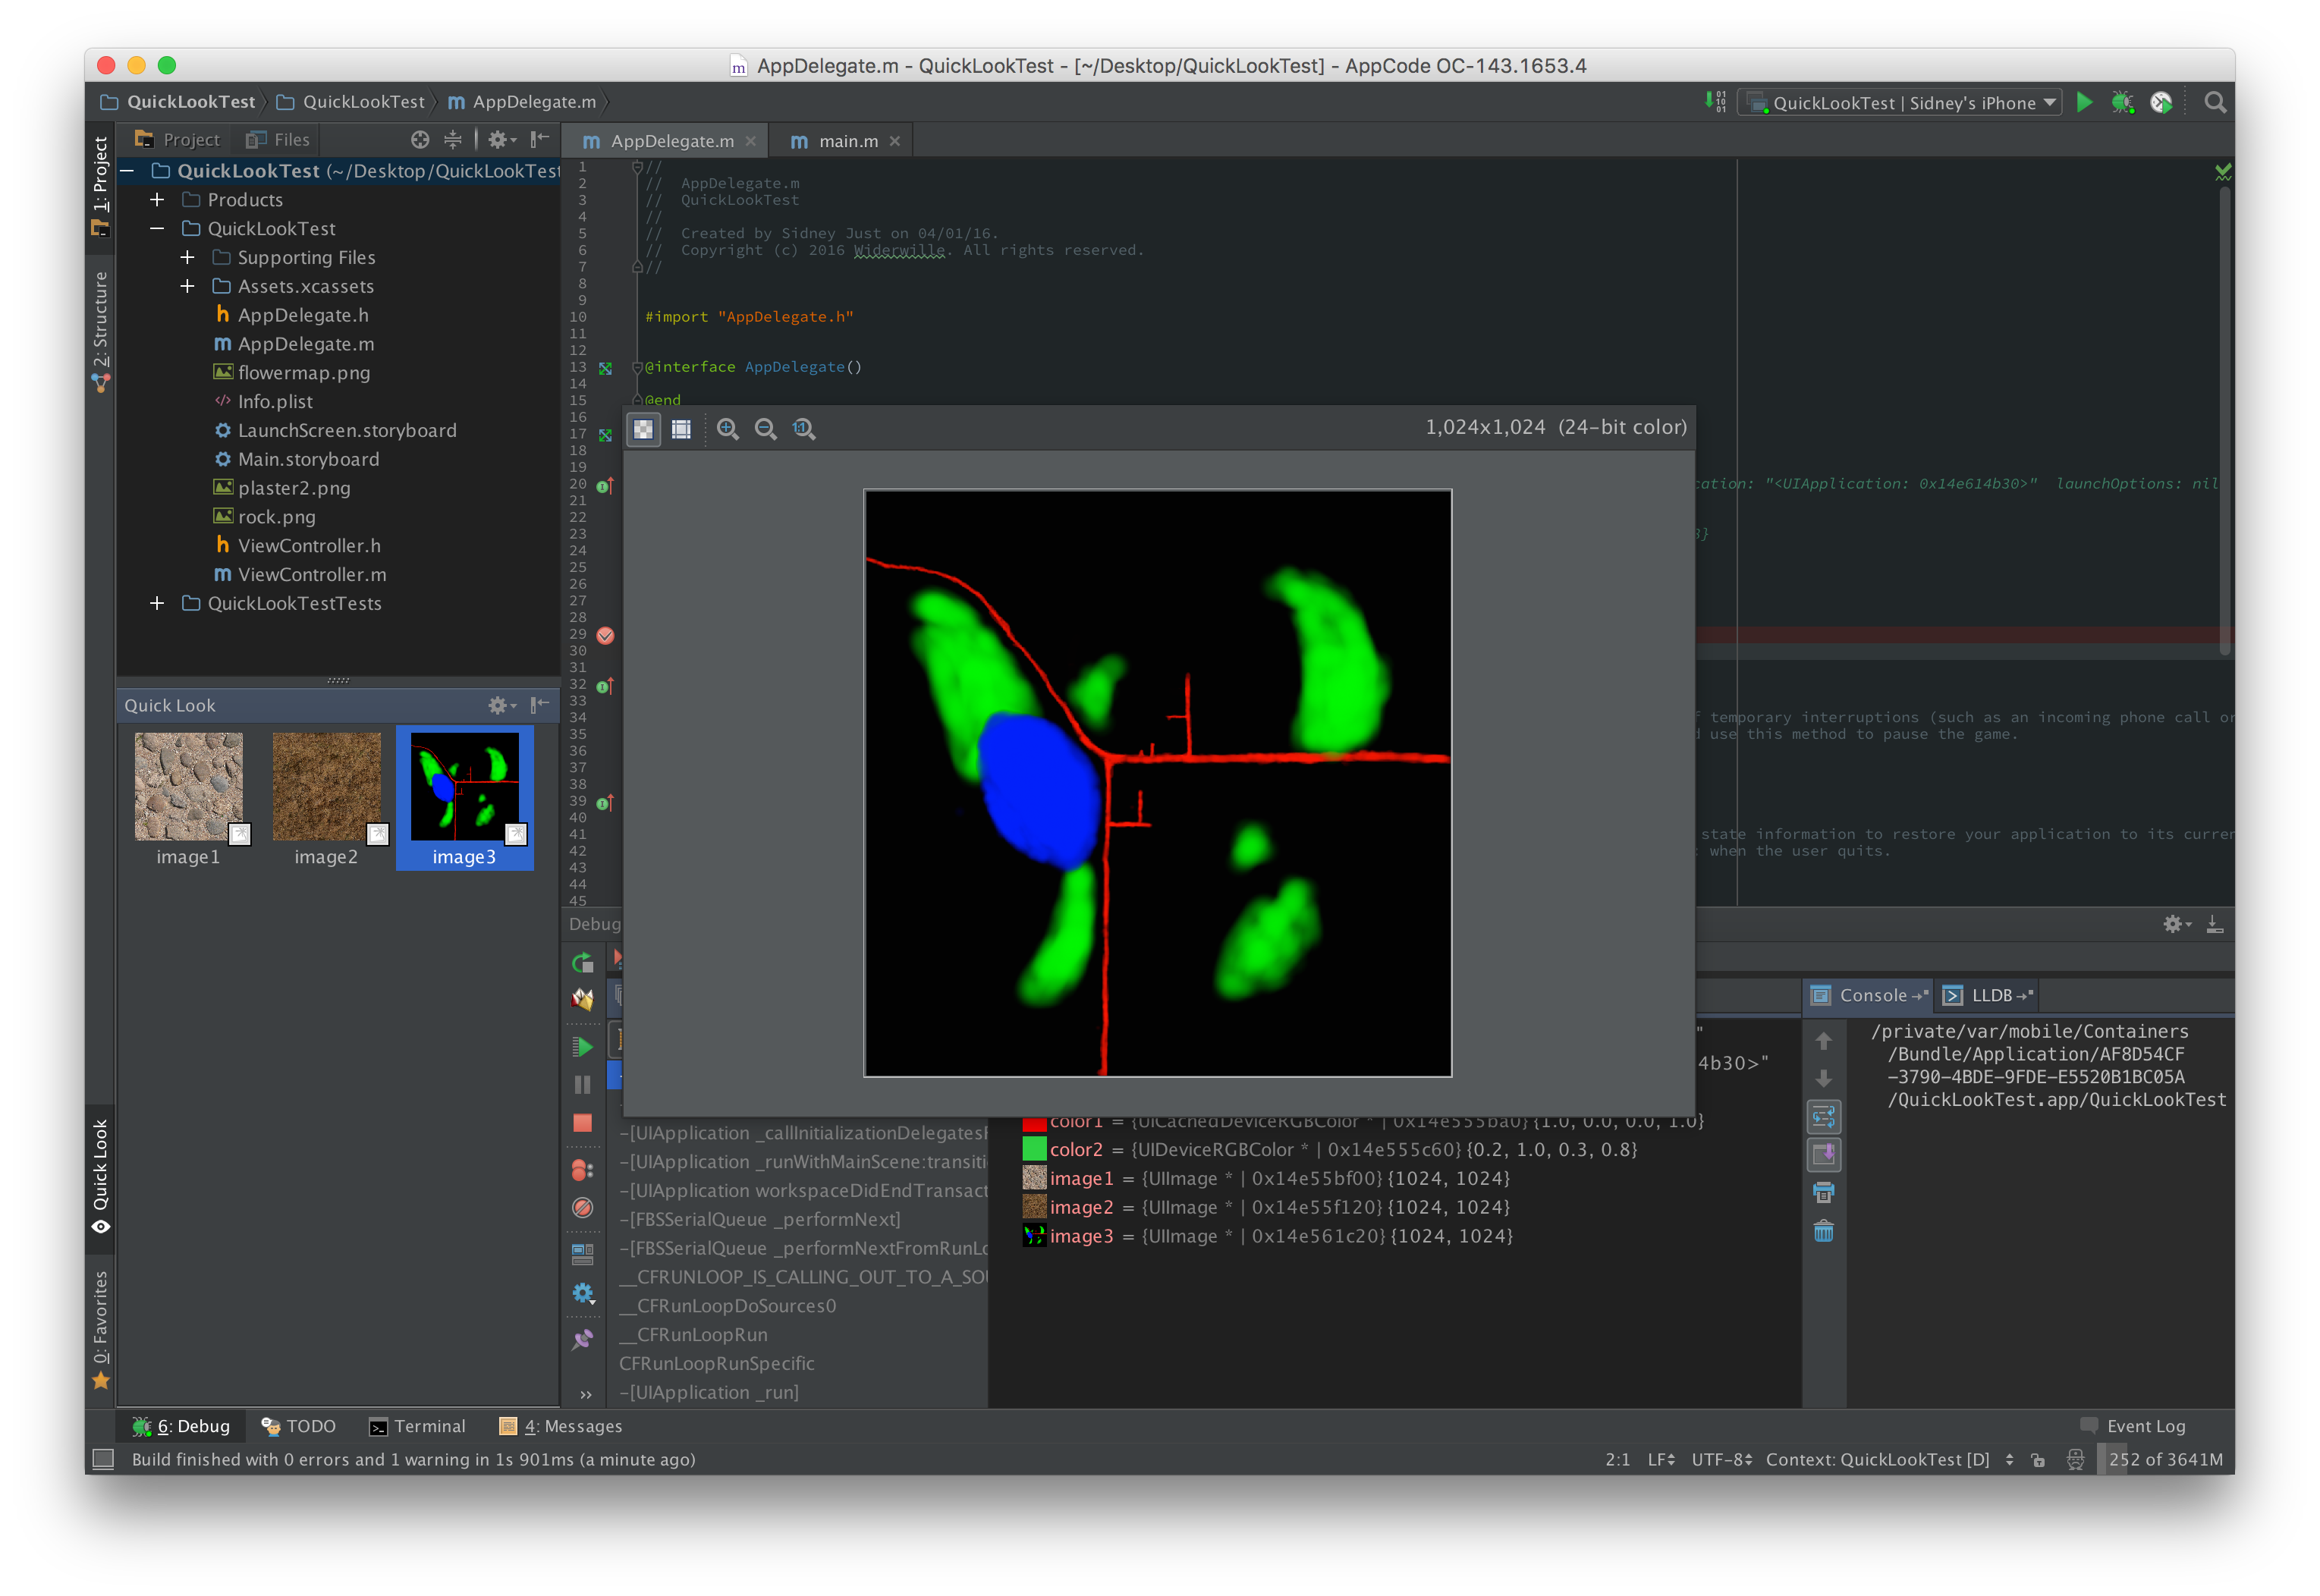 AppDelegate.m - QuickLookTest - [~/Desktop/QuickLookTest] - AppCode OC-143.1653.4
QuickLookTest QuickLookTest AppDelegate.m
QuickLookTest | Sidney's iPhone
1: Project
2: Structure
Quick Look
0: Favorites
Project Files
QuickLookTest (~/Desktop/QuickLookTest
Products
QuickLookTest
Supporting Files
Assets.xcassets
AppDelegate.h
AppDelegate.m
flowermap.png
Info.plist
LaunchScreen.storyboard
Main.storyboard
plaster2.png
rock.png
ViewController.h
ViewController.m
QuickLookTestTests
Quick Look
image1 image2 image3
AppDelegate.m main.m
1 //
2 // AppDelegate.m
3 // QuickLookTest
4 //
5 // Created by Sidney Just on 04/01/16.
6 // Copyright (c) 2016 Widerwille. All rights reserved.
7 //
8
9
10 #import "AppDelegate.h"
11
12
13 @interface AppDelegate()
14
15 @end
16
17
18
19
20 cation: "<UIApplication: 0x14e614b30>" launchOptions: nil
21
22
23
24
25
26
27
28
29
30
31
32
33
34 f temporary interruptions (such as an incoming phone call or
35 d use this method to pause the game.
36
37
38
39
40
41 state information to restore your application to its curren
42 when the user quits.
43
44
45
1,024x1,024 (24-bit color)
Debug
-[UIApplication _callInitializationDelegatesF
-[UIApplication _runWithMainScene:transiti
-[UIApplication workspaceDidEndTransact
-[FBSSerialQueue _performNext]
-[FBSSerialQueue _performNextFromRunLo
__CFRUNLOOP_IS_CALLING_OUT_TO_A_SOU
__CFRunLoopDoSources0
__CFRunLoopRun
CFRunLoopRunSpecific
-[UIApplication _run]
"
4b30>"
color1 = {UICachedDeviceRGBColor * | 0x14e555ba0} {1.0, 0.0, 0.0, 1.0}
color2 = {UIDeviceRGBColor * | 0x14e555c60} {0.2, 1.0, 0.3, 0.8}
image1 = {UIImage * | 0x14e55bf00} {1024, 1024}
image2 = {UIImage * | 0x14e55f120} {1024, 1024}
image3 = {UIImage * | 0x14e561c20} {1024, 1024}
Console LLDB
/private/var/mobile/Containers
/Bundle/Application/AF8D54CF
-3790-4BDE-9FDE-E5520B1BC05A
/QuickLookTest.app/QuickLookTest
6: Debug TODO Terminal 4: Messages Event Log
Build finished with 0 errors and 1 warning in 1s 901ms (a minute ago)
2:1 LF UTF-8 Context: QuickLookTest [D] 252 of 3641M